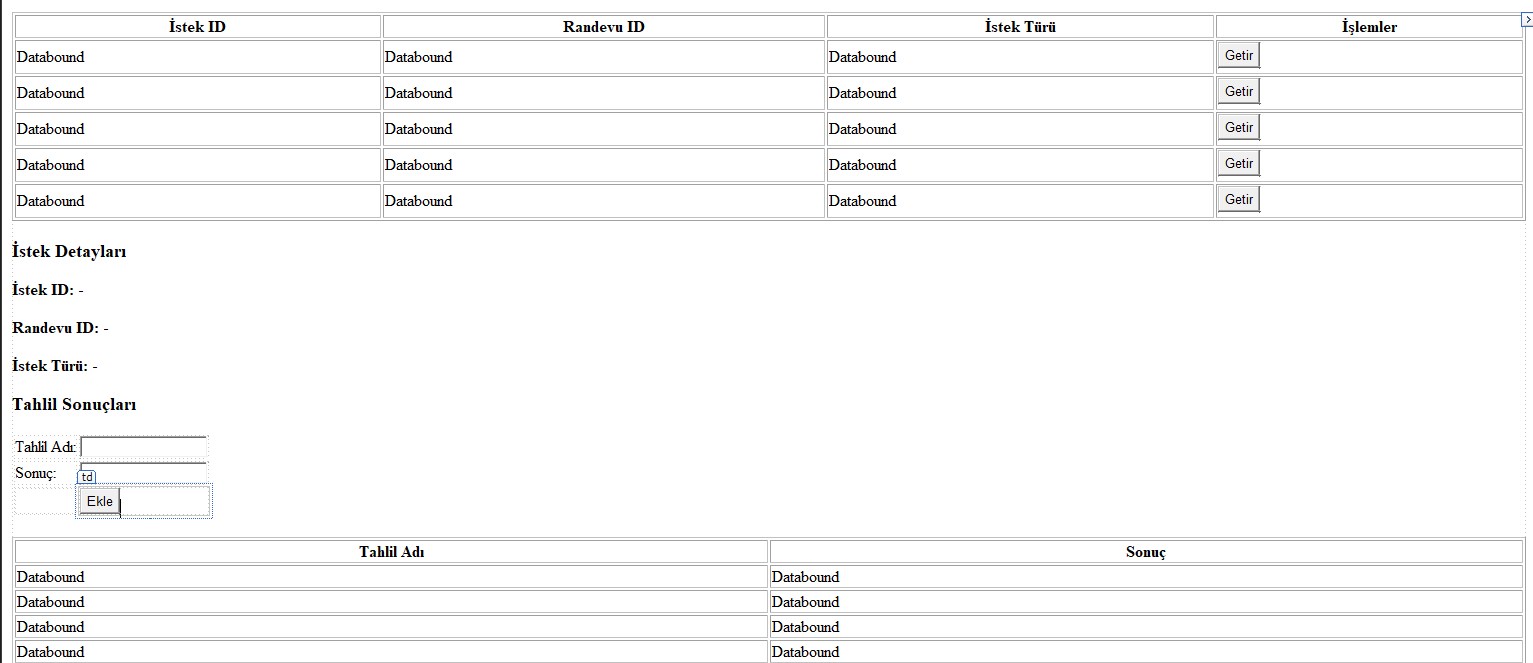 İstek ID Randevu ID İstek Türü İşlemler
Databound Databound Databound Getir
Databound Databound Databound Getir
Databound Databound Databound Getir
Databound Databound Databound Getir
Databound Databound Databound Getir
İstek Detayları
İstek ID: -
Randevu ID: -
İstek Türü: -
Tahlil Sonuçları
Tahlil Adı:
Sonuç:
td
Ekle
Tahlil Adı Sonuç
Databound Databound
Databound Databound
Databound Databound
Databound Databound